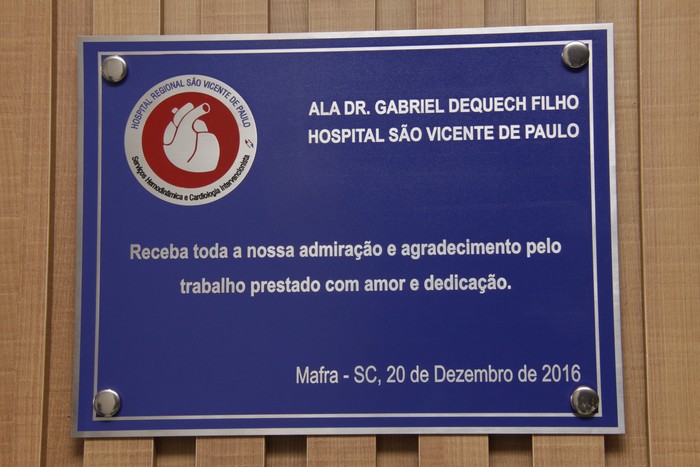 HOSPITAL REGIONAL SÃO VICENTE DE PAULO
Serviços Hemodinâmica e Cardiologia Intervencionista
ALA DR. GABRIEL DEQUECH FILHO
HOSPITAL SÃO VICENTE DE PAULO
Receba toda a nossa admiração e agradecimento pelo
trabalho prestado com amor e dedicação.
Mafra - SC, 20 de Dezembro de 2016